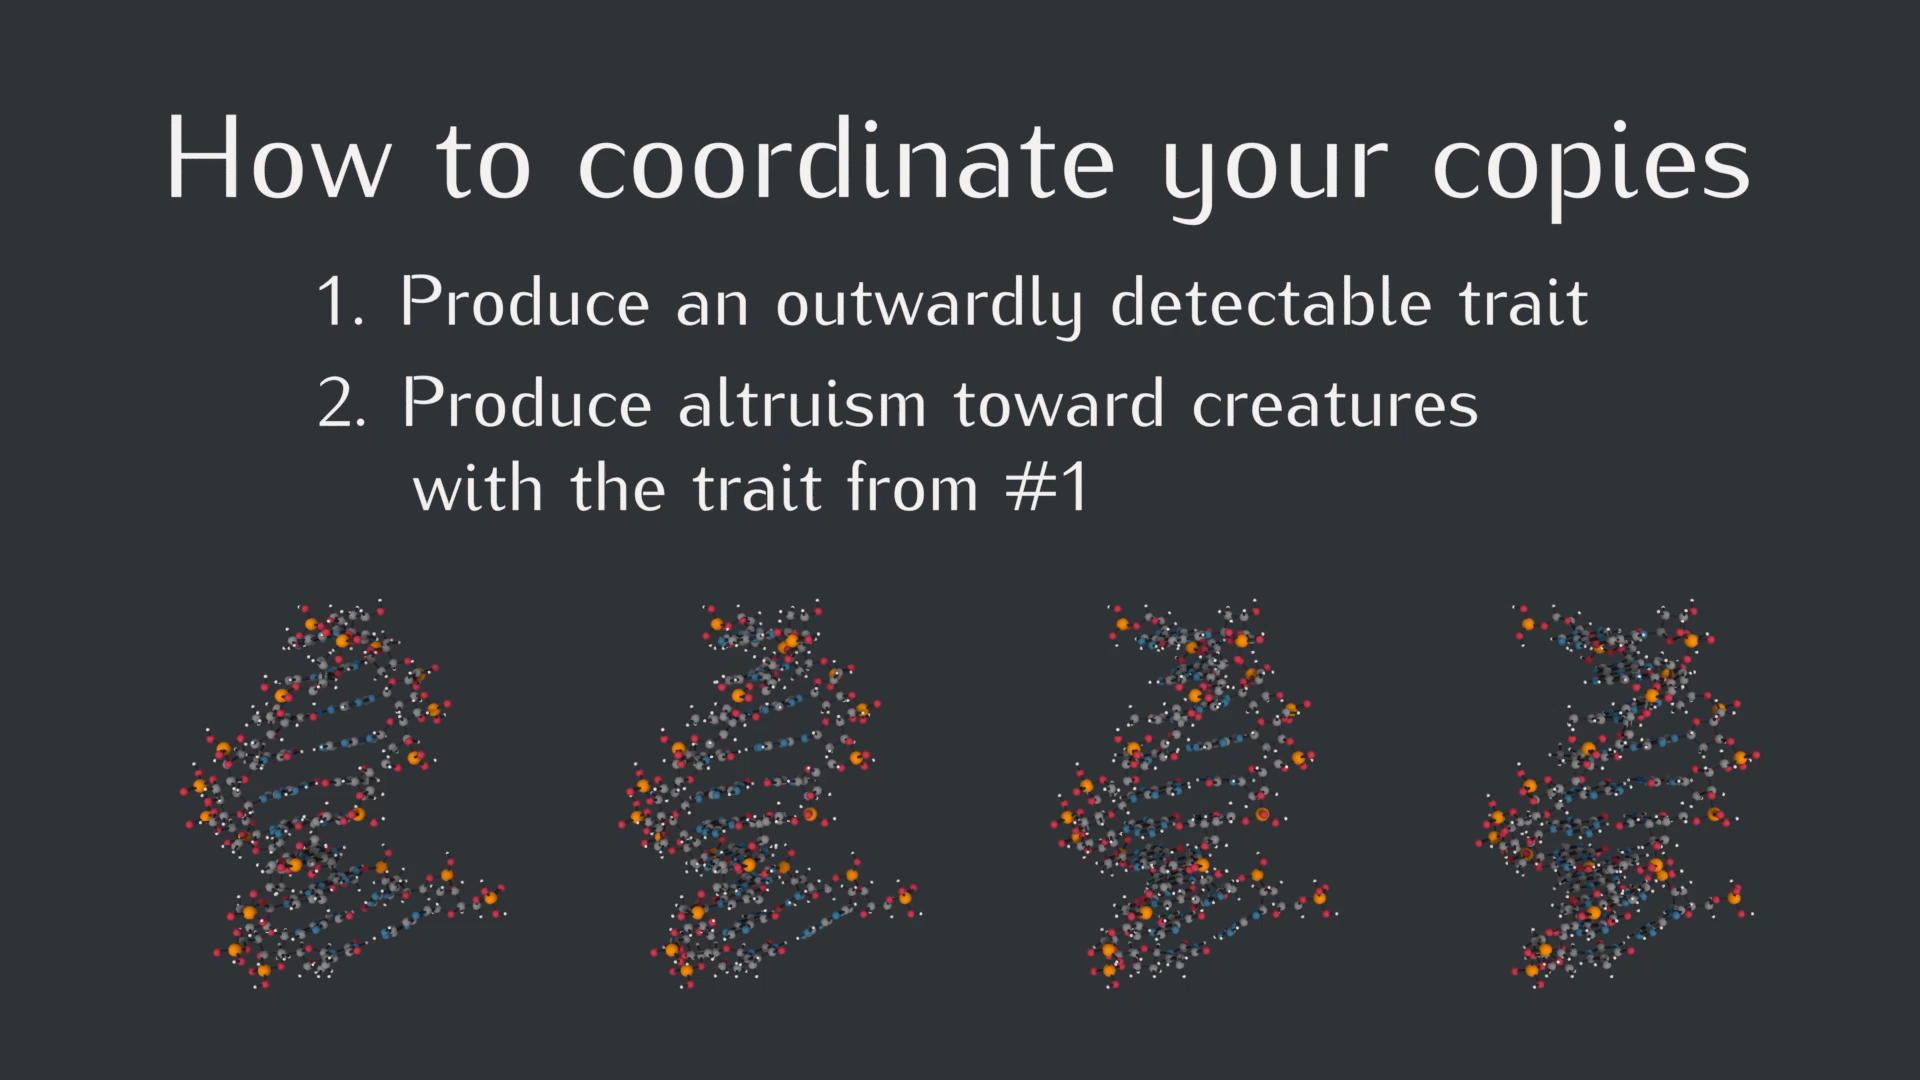 How to coordinate your copies
1. Produce an outwardly detectable trait
2. Produce altruism toward creatures
with the trait from #1